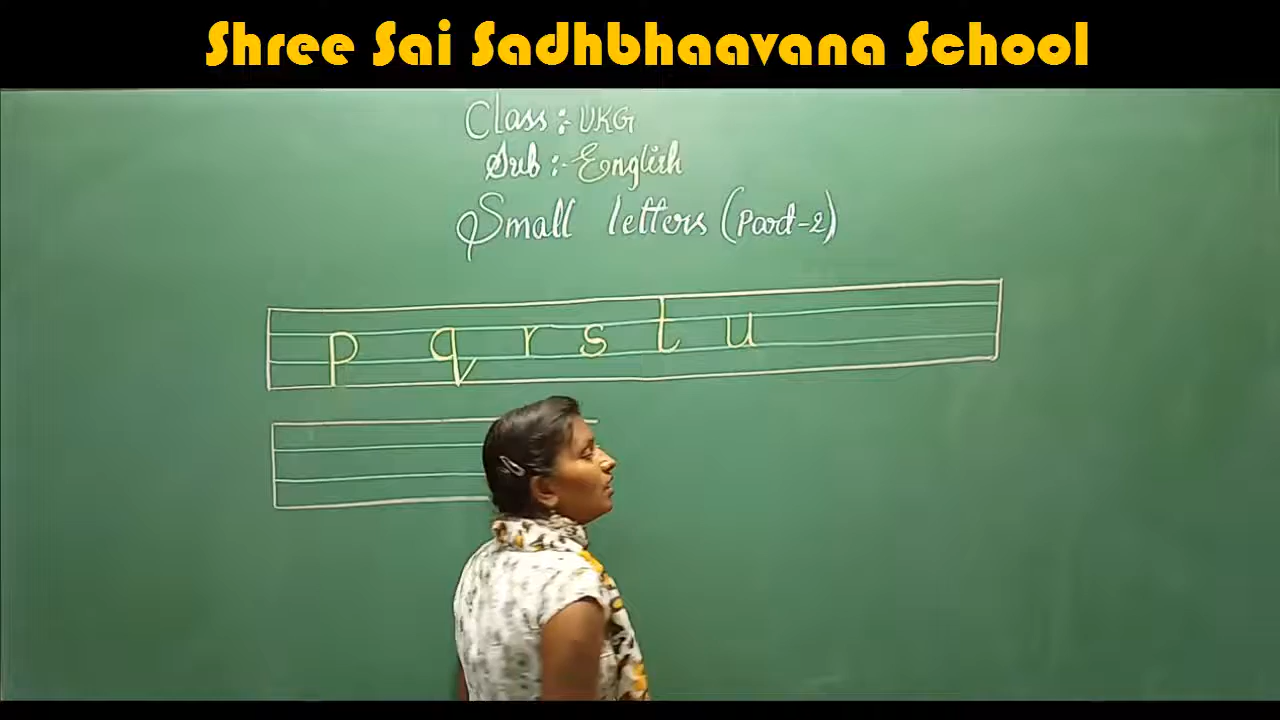 Shree Sai Sadhbhaavana School
Class :- UKG
Sub :- English
Small letters (Part-2)
p q r s t u